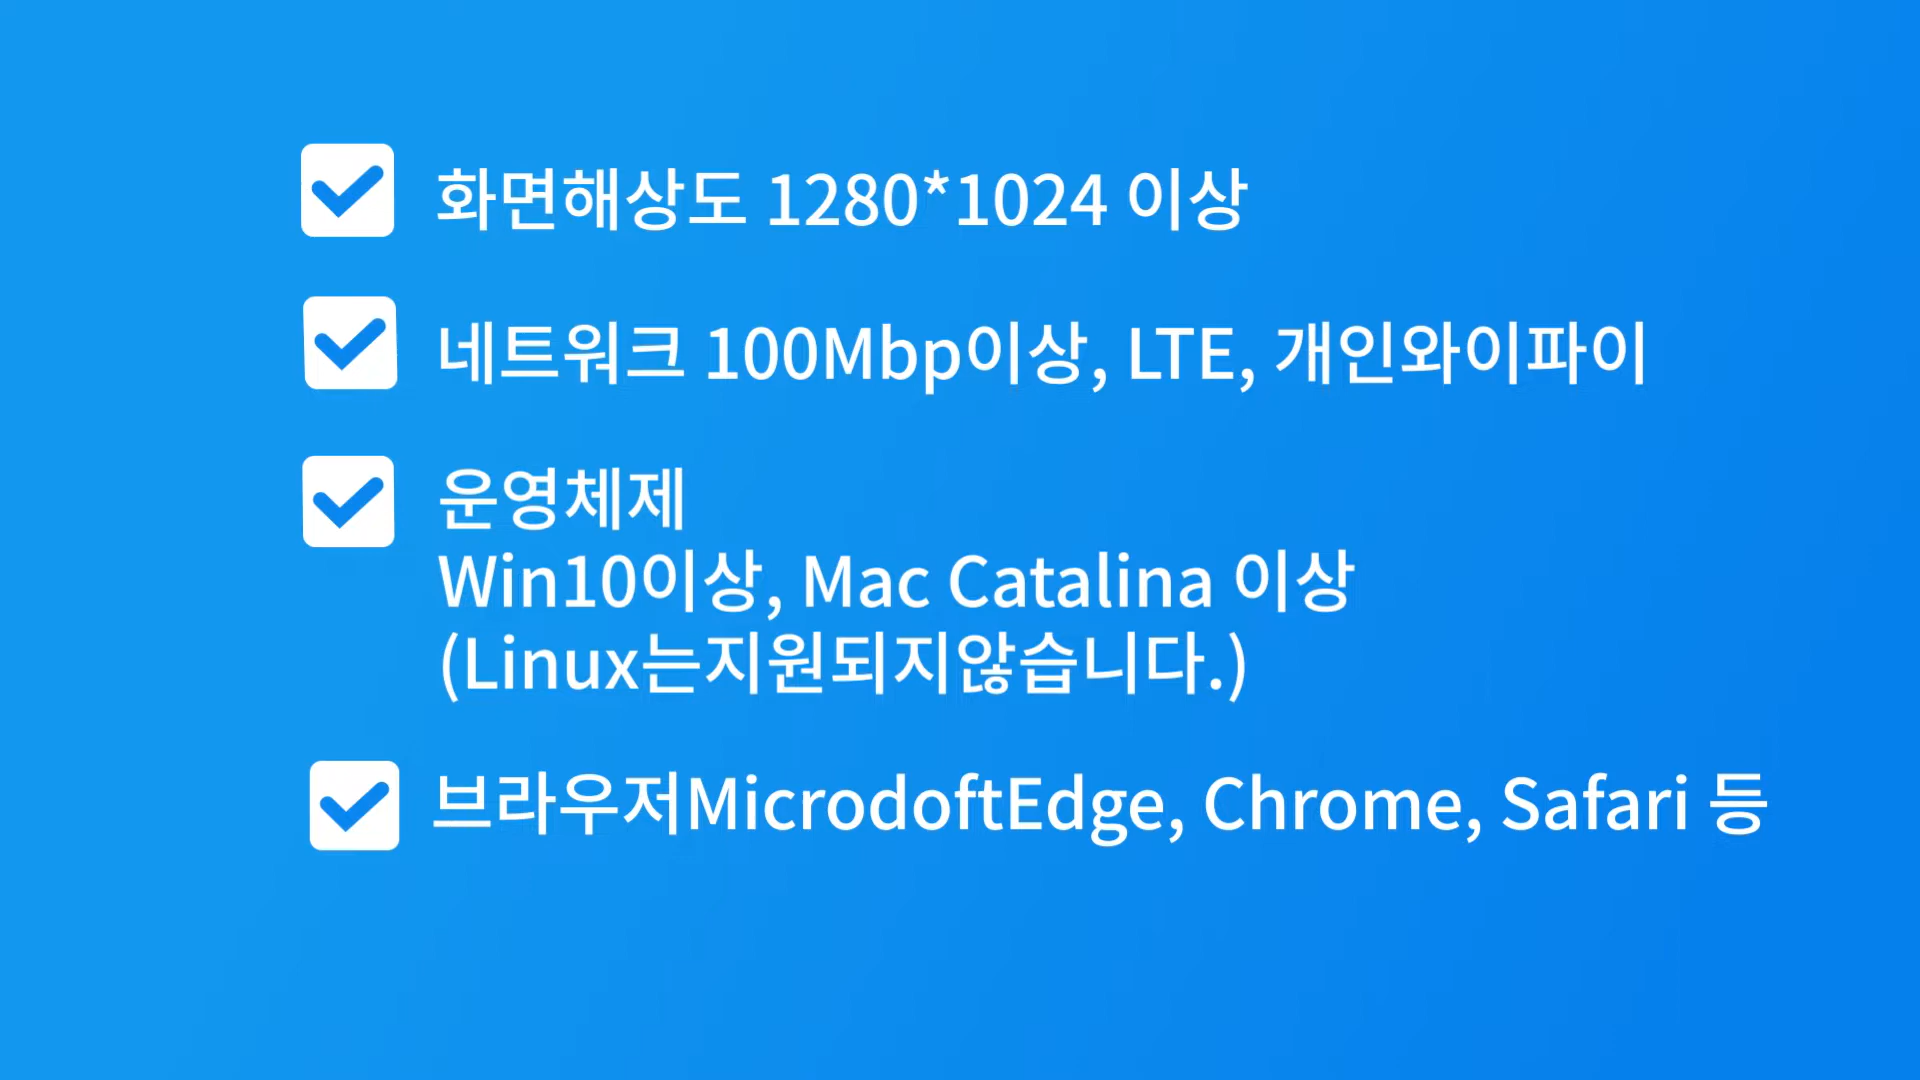 화면해상도 1280*1024 이상
네트워크 100Mbp이상, LTE, 개인와이파이
운영체제
Win10이상, Mac Catalina 이상
(Linux는지원되지않습니다.)
브라우저MicrodoftEdge, Chrome, Safari 등